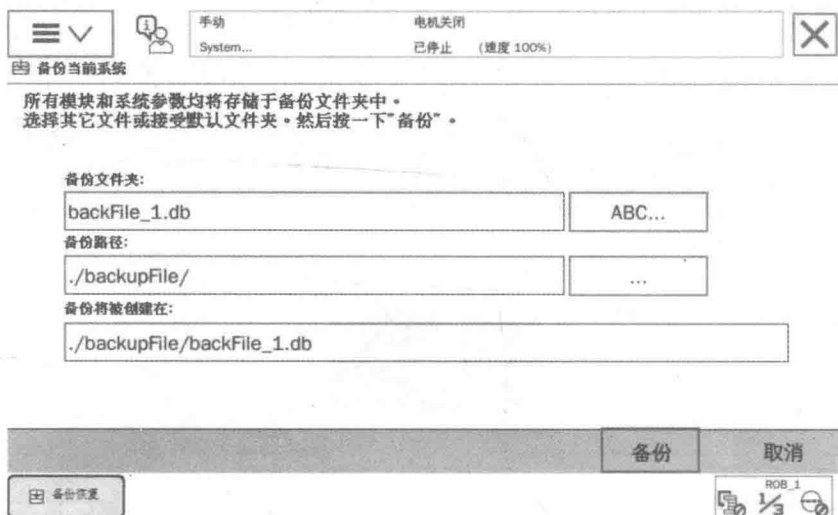 手动
电机关闭
System...
已停止 (速度 100%)
备份当前系统
所有模块和系统参数均将存储于备份文件夹中。
选择其它文件或接受默认文件夹。然后按一下"备份"。
备份文件夹:
backFile_1.db
ABC...
备份路径:
./backupFile/
...
备份将被创建在:
./backupFile/backFile_1.db
备份
取消
备份恢复
ROB_1
1/3